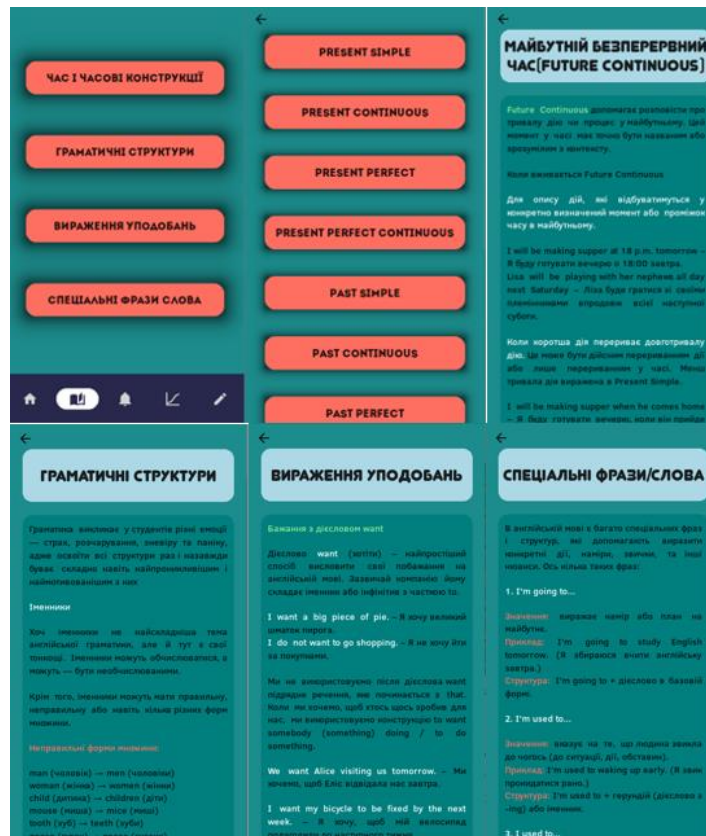 ЧАС І ЧАСОВІ КОНСТРУКЦІЇ
ГРАМАТИЧНІ СТРУКТУРИ
ВИРАЖЕННЯ УПОДОБАНЬ
СПЕЦІАЛЬНІ ФРАЗИ СЛОВА
PRESENT SIMPLE
PRESENT CONTINUOUS
PRESENT PERFECT
PRESENT PERFECT CONTINUOUS
PAST SIMPLE
PAST CONTINUOUS
PAST PERFECT
МАЙБУТНІЙ БЕЗПЕРЕРВНИЙ
ЧАС(FUTURE CONTINUOUS)
Future Continuous допомагає розповісти про
тривалу дію чи процес у майбутньому. Цей
момент у часі має точно бути названим або
зрозумілим з контексту.
Коли вживається Future Continuous
Для опису дій, які відбуватимуться у
конкретно визначений момент або проміжок
часу в майбутньому.
I will be making supper at 18 p.m. tomorrow –
Я буду готувати вечерю о 18:00 завтра.
Lisa will be playing with her nephews all day
next Saturday – Ліза буде гратися зі своїми
племінниками впродовж всієї наступної
суботи.
Коли коротша дія перериває довготривалу
дію: Це може бути дійсним перериванням дії
або лише перериванням у часі. Менш
тривала дія виражена в Present Simple.
I will be making supper when he comes home
– Я буду готувати вечерю, коли він прийде
ГРАМАТИЧНІ СТРУКТУРИ
Граматика викликає у студентів різні емоції
— страх, розчарування, зневіру та паніку,
адже освоїти всі структури раз і назавжди
буває складно навіть найпроникливішим і
наймотивованішим з них
Іменники
Хоч іменники не найскладніша тема
англійської граматики, але й тут є свої
тонкощі. Іменники можуть обчислюватися, а
можуть — бути необчислюваними.
Крім того, іменники можуть мати правильну,
неправильну або навіть кілька різних форм
множини.
Неправильні форми множини:
man (чоловік) — men (чоловіки)
woman (жінка) — women (жінки)
child (дитина) — children (діти)
mouse (миша) — mice (миші)
tooth (зуб) — teeth (зуби)
ВИРАЖЕННЯ УПОДОБАНЬ
Бажання з дієсловом want
Дієслово want (хотіти) – найпростіший
спосіб висловити свої побажання на
англійській мові. Зазвичай компанію йому
складає іменник або інфінітив з часткою to.
I want a big piece of pie. – Я хочу великий
шматок пирога.
I do not want to go shopping. – Я не хочу йти
за покупками.
Ми не використовуємо після дієслова want
підрядні речення, яке починається з that.
Коли ми хочемо, щоб хтось щось зробив для
нас, ми використовуємо конструкцію to want
somebody (something) doing / to do
something.
We want Alice visiting us tomorrow. – Ми
хочемо, щоб Еліс відвідала нас завтра.
I want my bicycle to be fixed by the next
week. – Я хочу, щоб мій велосипед
СПЕЦІАЛЬНІ ФРАЗИ/СЛОВА
В англійській мові є багато спеціальних фраз
і структур, які допомагають виразити
конкретні дії, наміри, звички, та інші
нюанси. Ось кілька таких фраз:
1. I'm going to...
Значення: виражає намір або план на
майбутнє.
Приклад: I'm going to study English
tomorrow. (Я збираюся вчити англійську
завтра.)
Структура: I'm going to + дієслово в базовій
формі.
2. I'm used to...
Значення: вказує на те, що людина звикла
до чогось (до ситуації, дії, обставин).
Приклад: I'm used to waking up early. (Я звик
прокидатися рано.)
Структура: I'm used to + герундій (дієслово з
-ing) або іменник.
3. I used to...